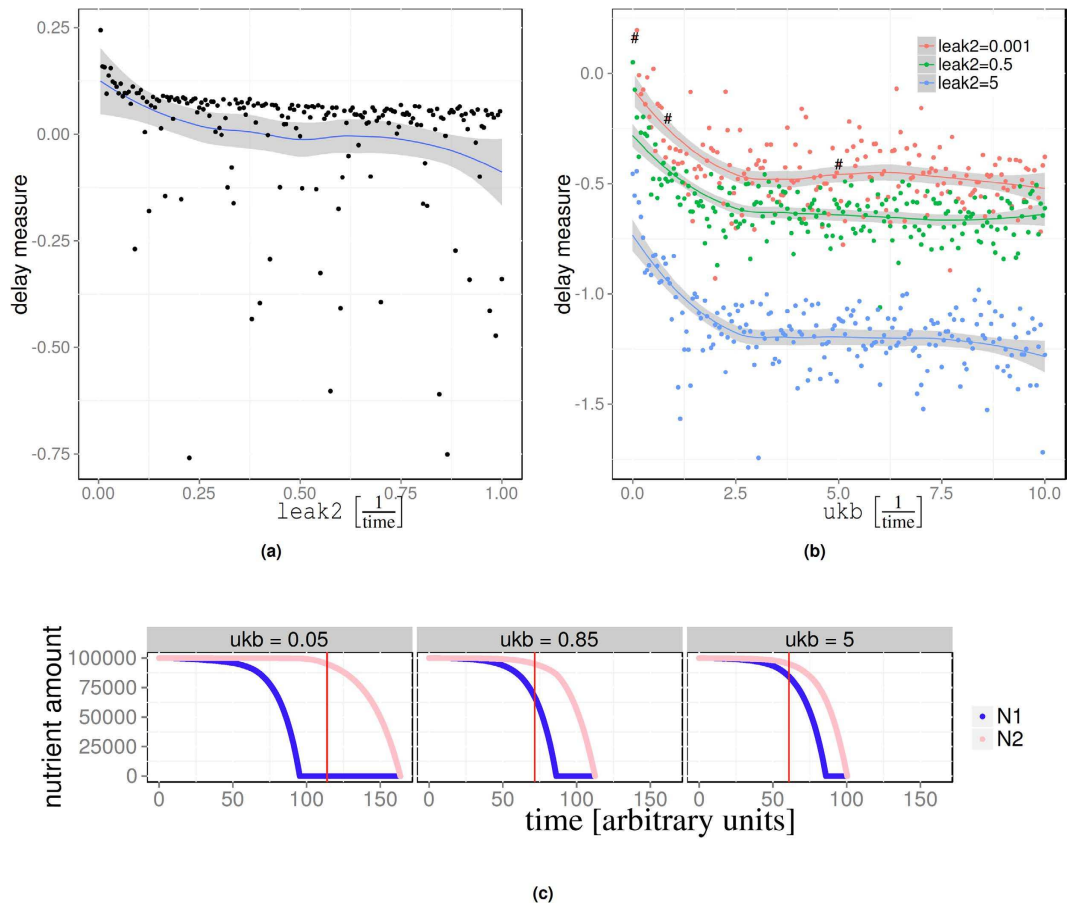 0.25
0.00
-0.25
-0.50
-0.75
delay measure
0.00 0.25 0.50 0.75 1.00
leak2 [1/time]
(a)
0.0
-0.5
-1.0
-1.5
delay measure
#
#
#
leak2=0.001
leak2=0.5
leak2=5
0.0 2.5 5.0 7.5 10.0
ukb [1/time]
(b)
ukb = 0.05 ukb = 0.85 ukb = 5
100000
75000
50000
25000
0
nutrient amount
0 50 100 150 0 50 100 150 0 50 100 150
time [arbitrary units]
N1
N2
(c)